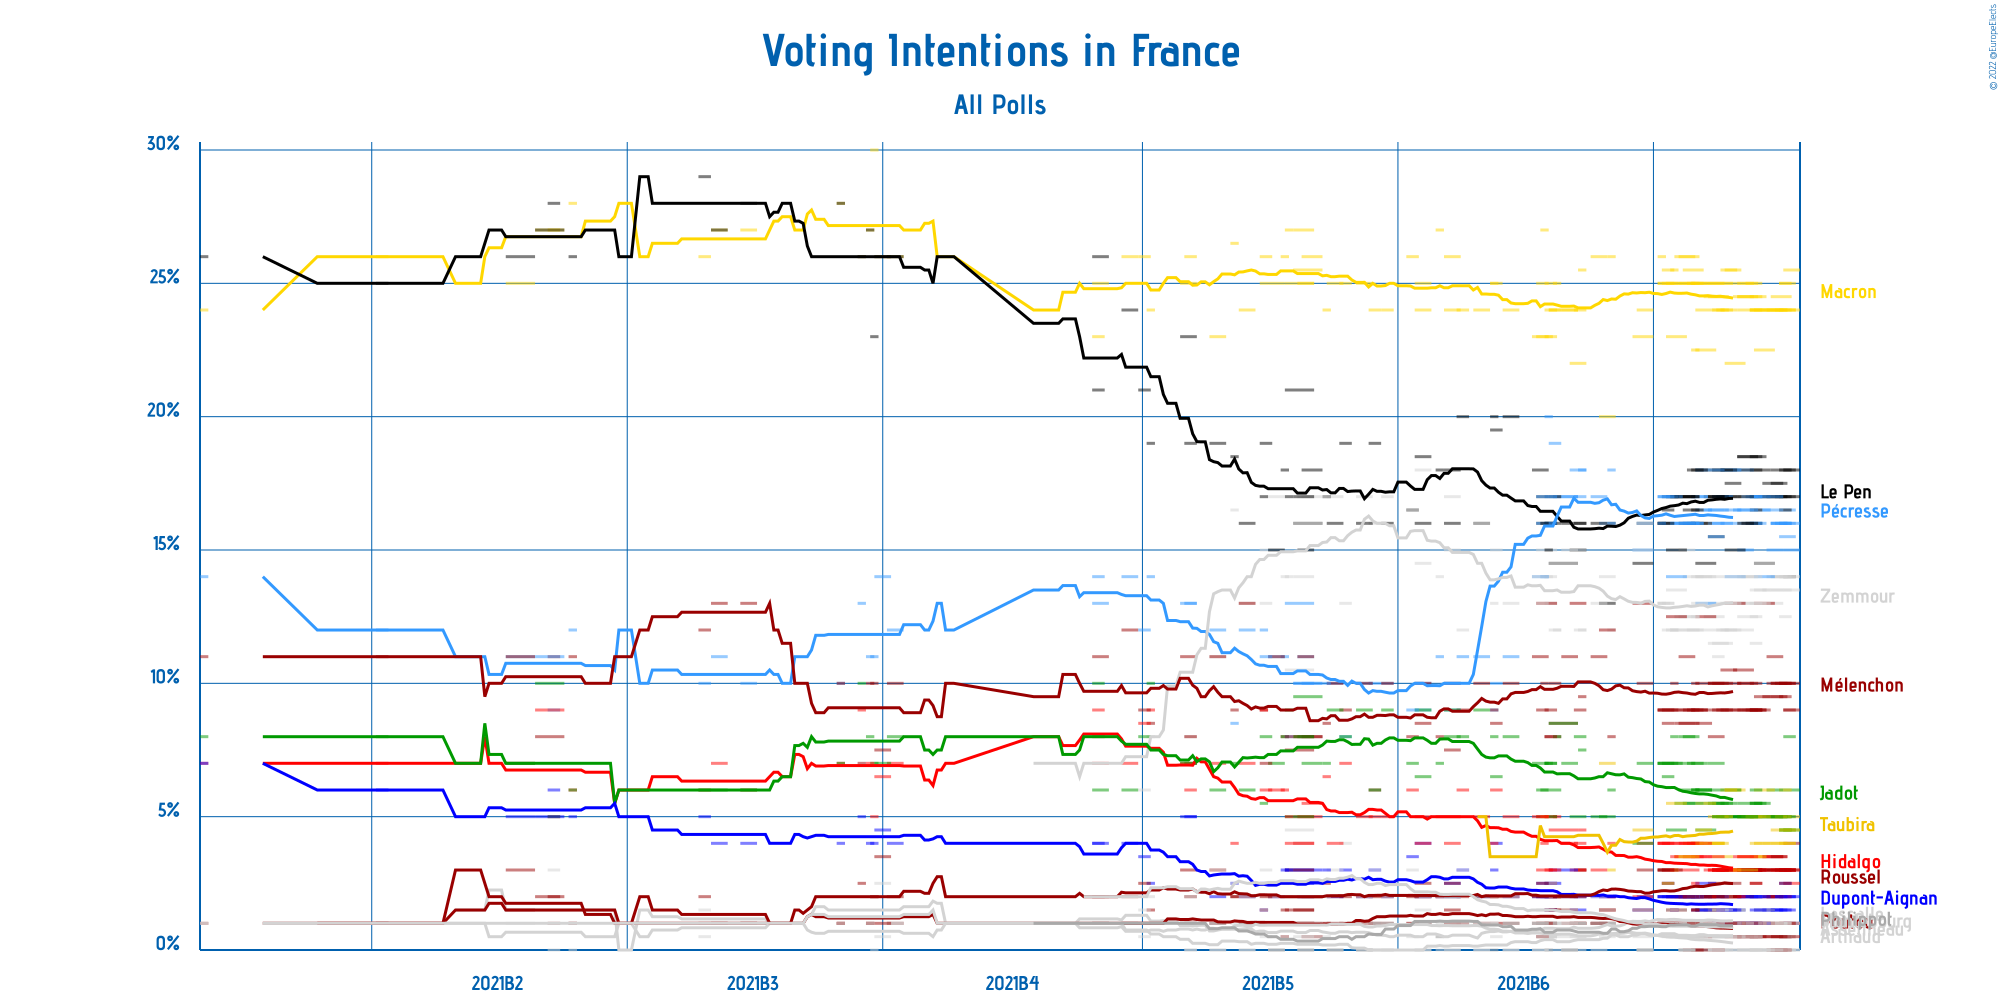 © 2022 @EuropeElects
Voting Intentions in France
All Polls
30%
25%
20%
15%
10%
5%
0%
Macron
Le Pen
Pécresse
Zemmour
Mélenchon
Jadot
Taubira
Hidalgo
Roussel
Dupont-Aignan
Arthaud
2021B2
2021B3
2021B4
2021B5
2021B6